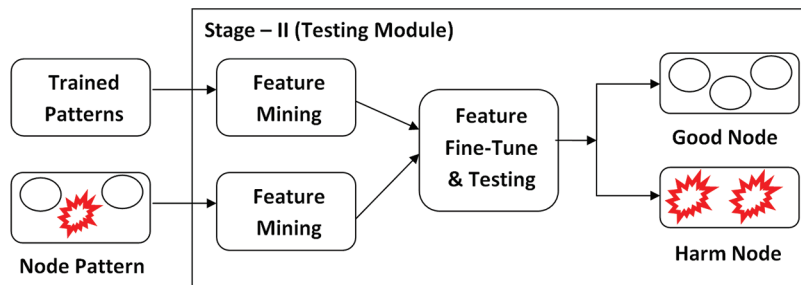 Stage – II (Testing Module)
Trained
Patterns
Feature
Mining
Feature
Fine-Tune
& Testing
Good Node
Node Pattern
Feature
Mining
Harm Node